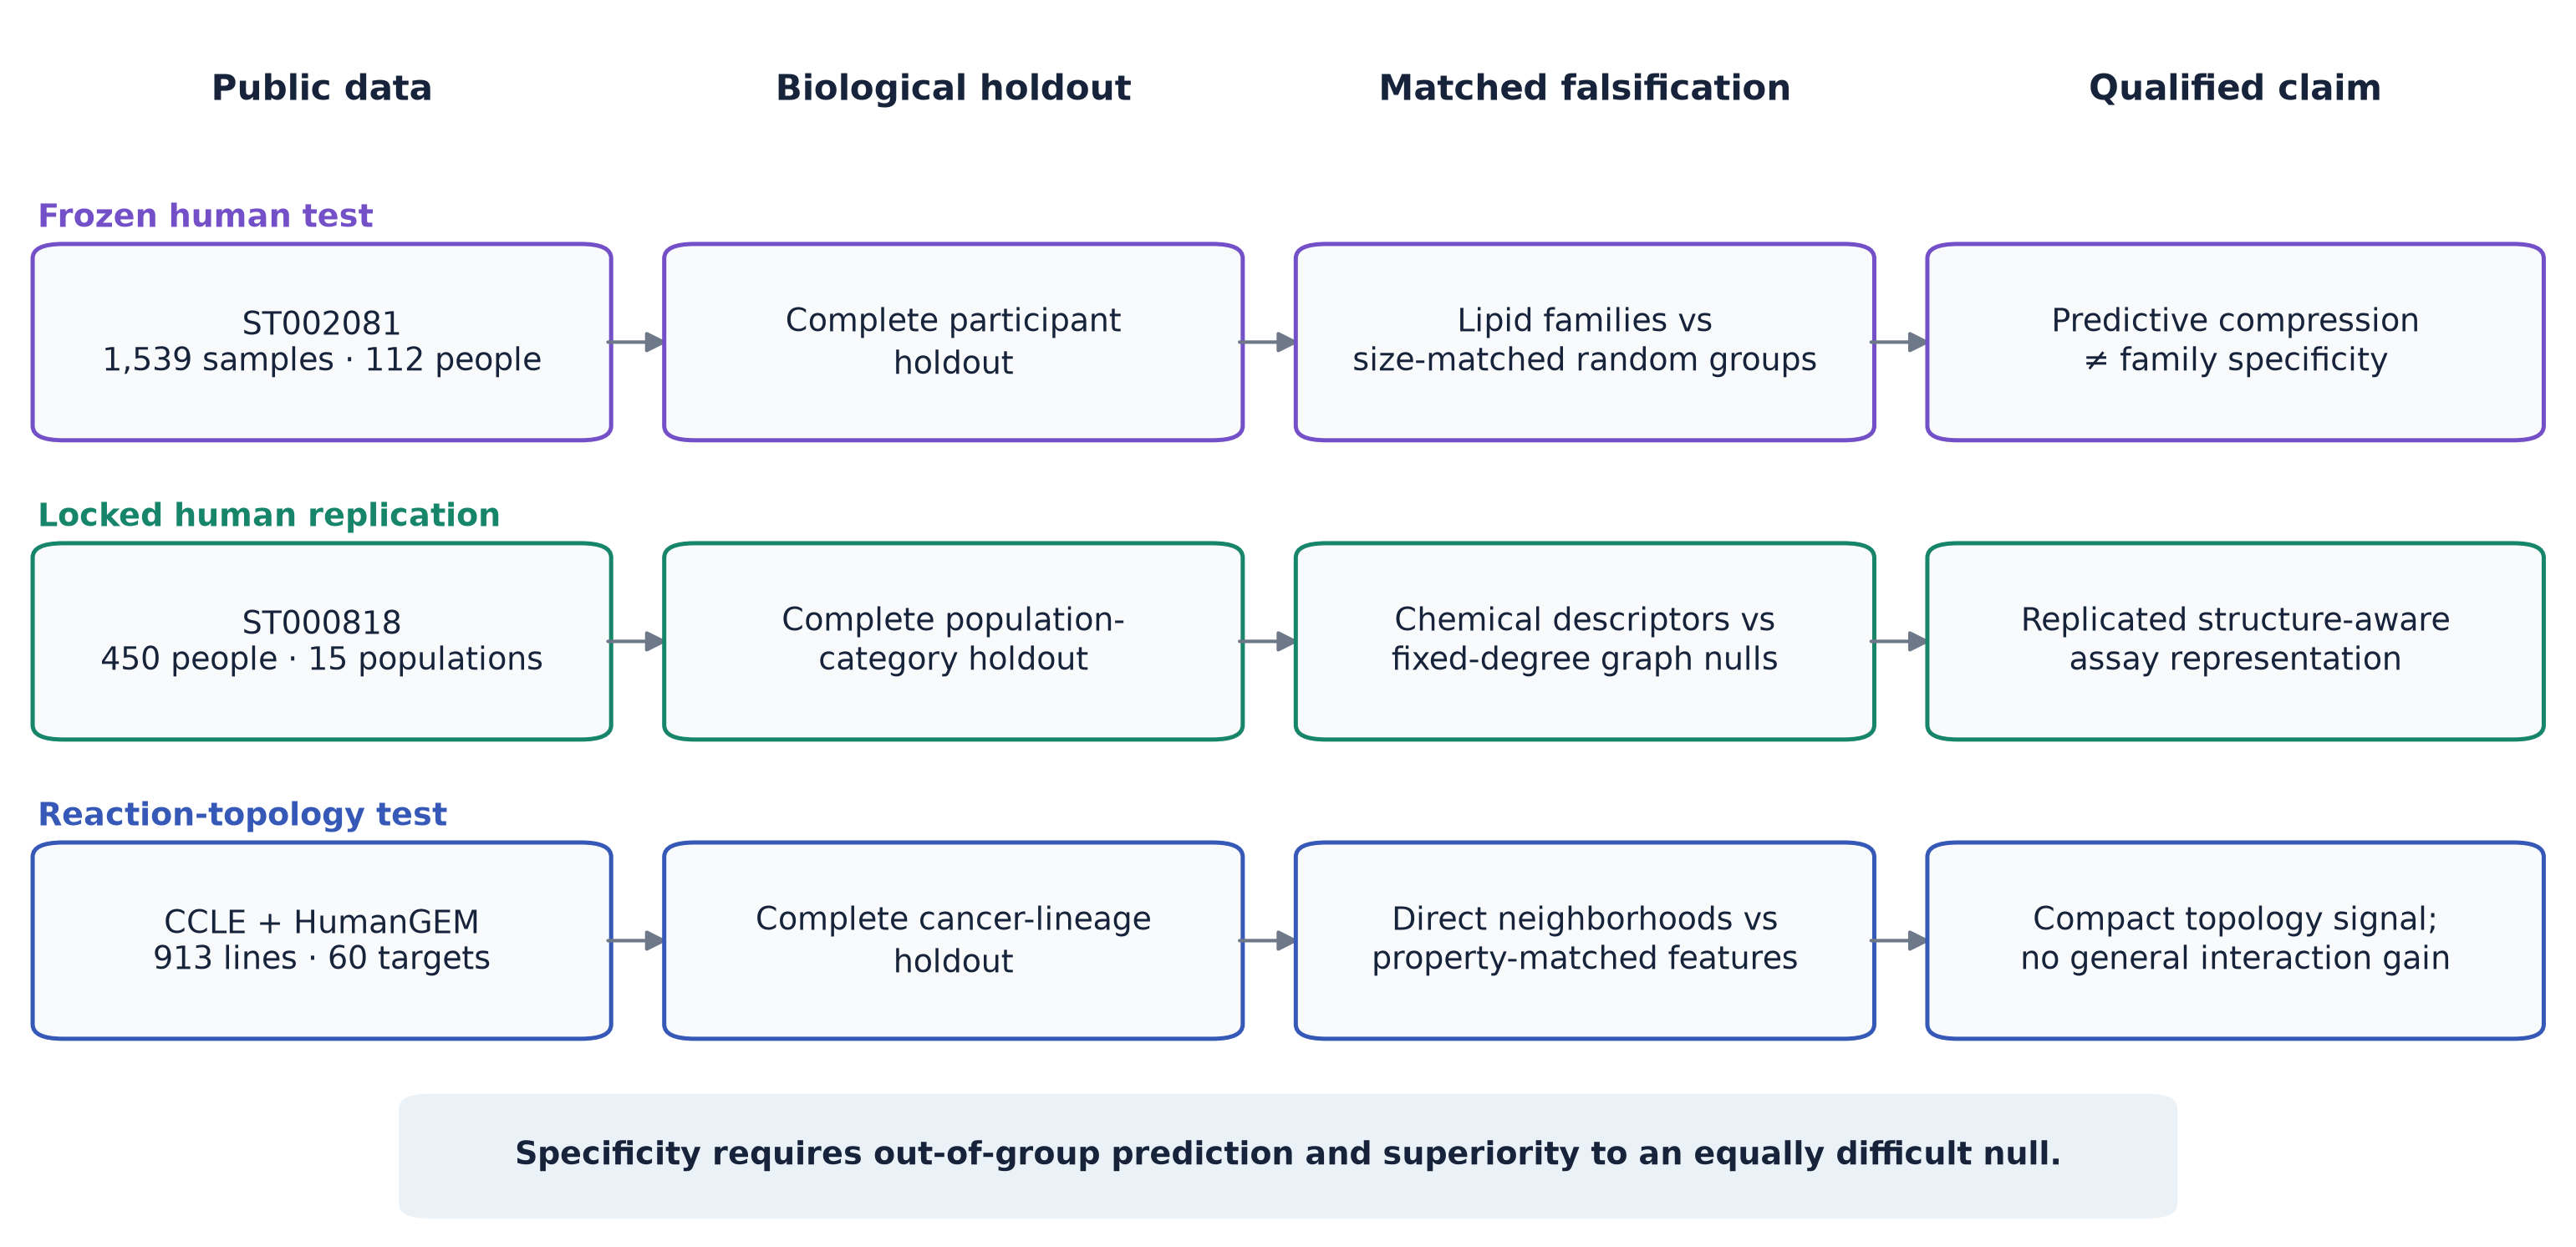 Public data
Biological holdout
Matched falsification
Qualified claim
Frozen human test
ST002081
1,539 samples · 112 people
Complete participant
holdout
Lipid families vs
size-matched random groups
Predictive compression
≠ family specificity
Locked human replication
ST000818
450 people · 15 populations
Complete population-
category holdout
Chemical descriptors vs
fixed-degree graph nulls
Replicated structure-aware
assay representation
Reaction-topology test
CCLE + HumanGEM
913 lines · 60 targets
Complete cancer-lineage
holdout
Direct neighborhoods vs
property-matched features
Compact topology signal;
no general interaction gain
Specificity requires out-of-group prediction and superiority to an equally difficult null.